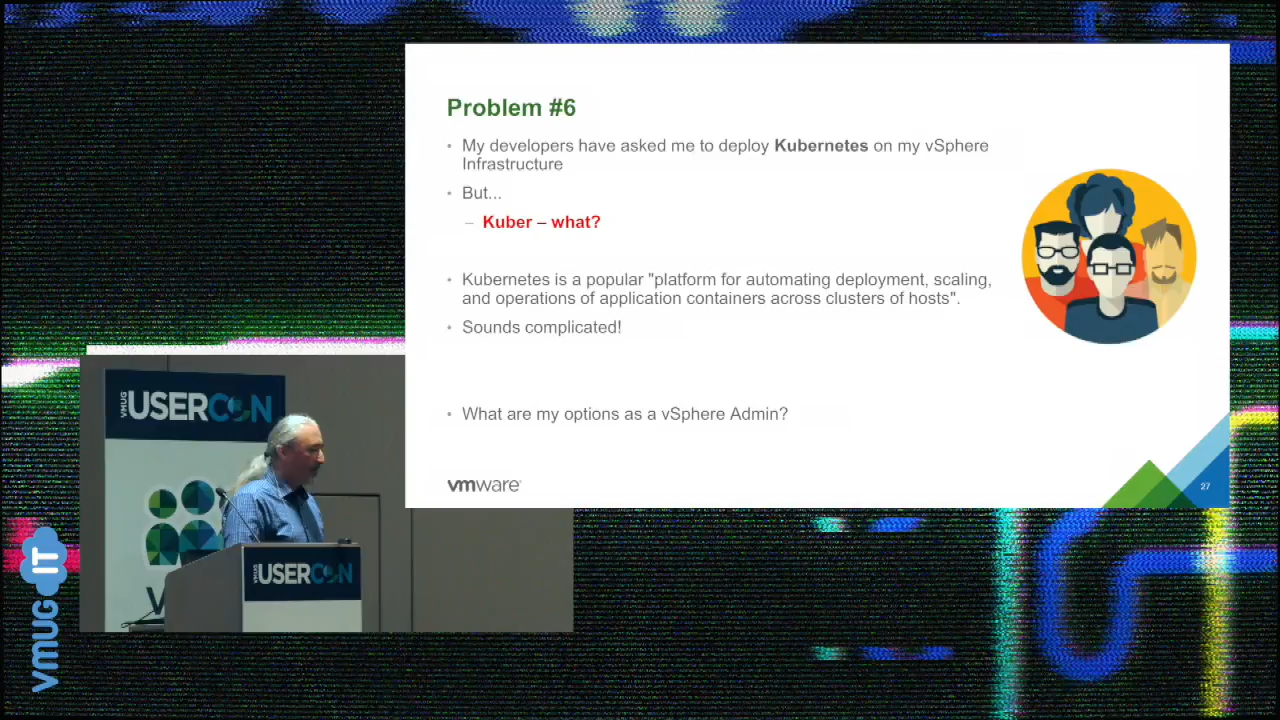 Problem #6
• My developers have asked me to deploy Kubernetes on my vSphere
Infrastructure
• But...
– Kuber – what?
• Kubernetes is a popular "platform for automating deployment, scaling,
and operations of application containers across clusters of hosts".
• Sounds complicated!
• What are my options as a vSphere Admin?
vmware
27
VMUG USERCON
VMUG USERCON
V
VMUG IT